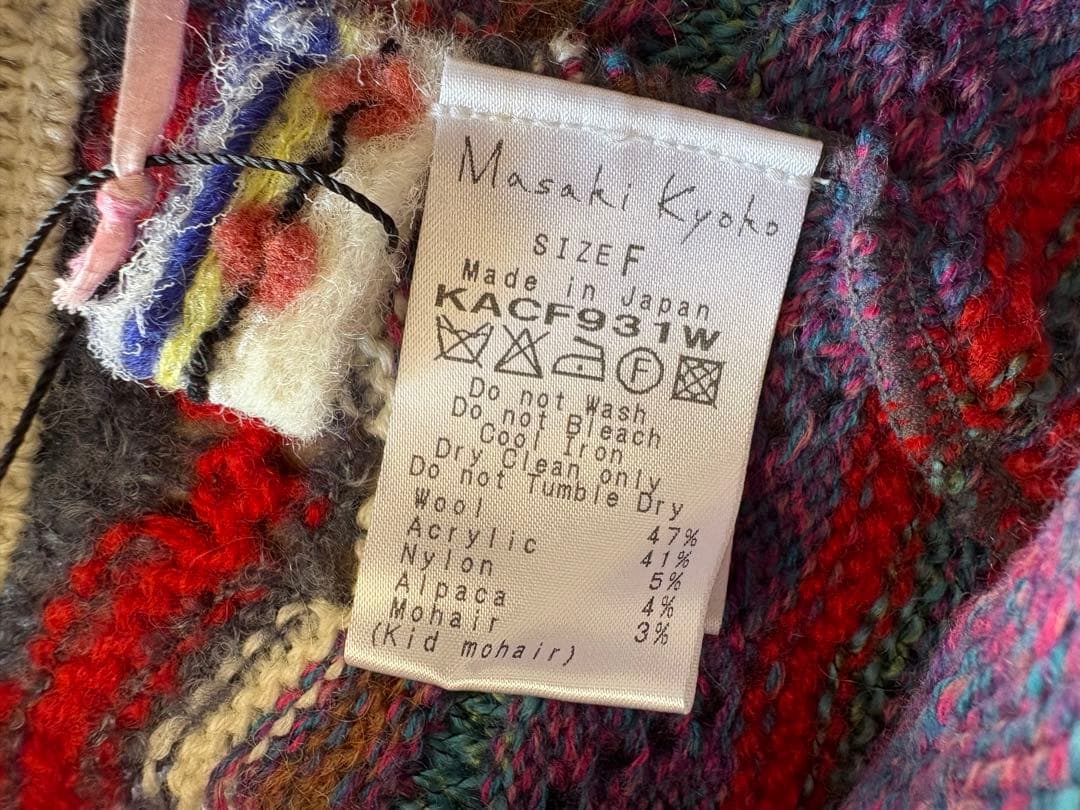 Masaki Kyoko
SIZE F
Made in Japan
KACF931W
F
Do not Wash
Do not Bleach
Cool Iron
Dry Clean only
Do not Tumble Dry
Wool 47%
Acrylic 41%
Nylon 5%
Alpaca 4%
Mohair 3%
(Kid mohair)